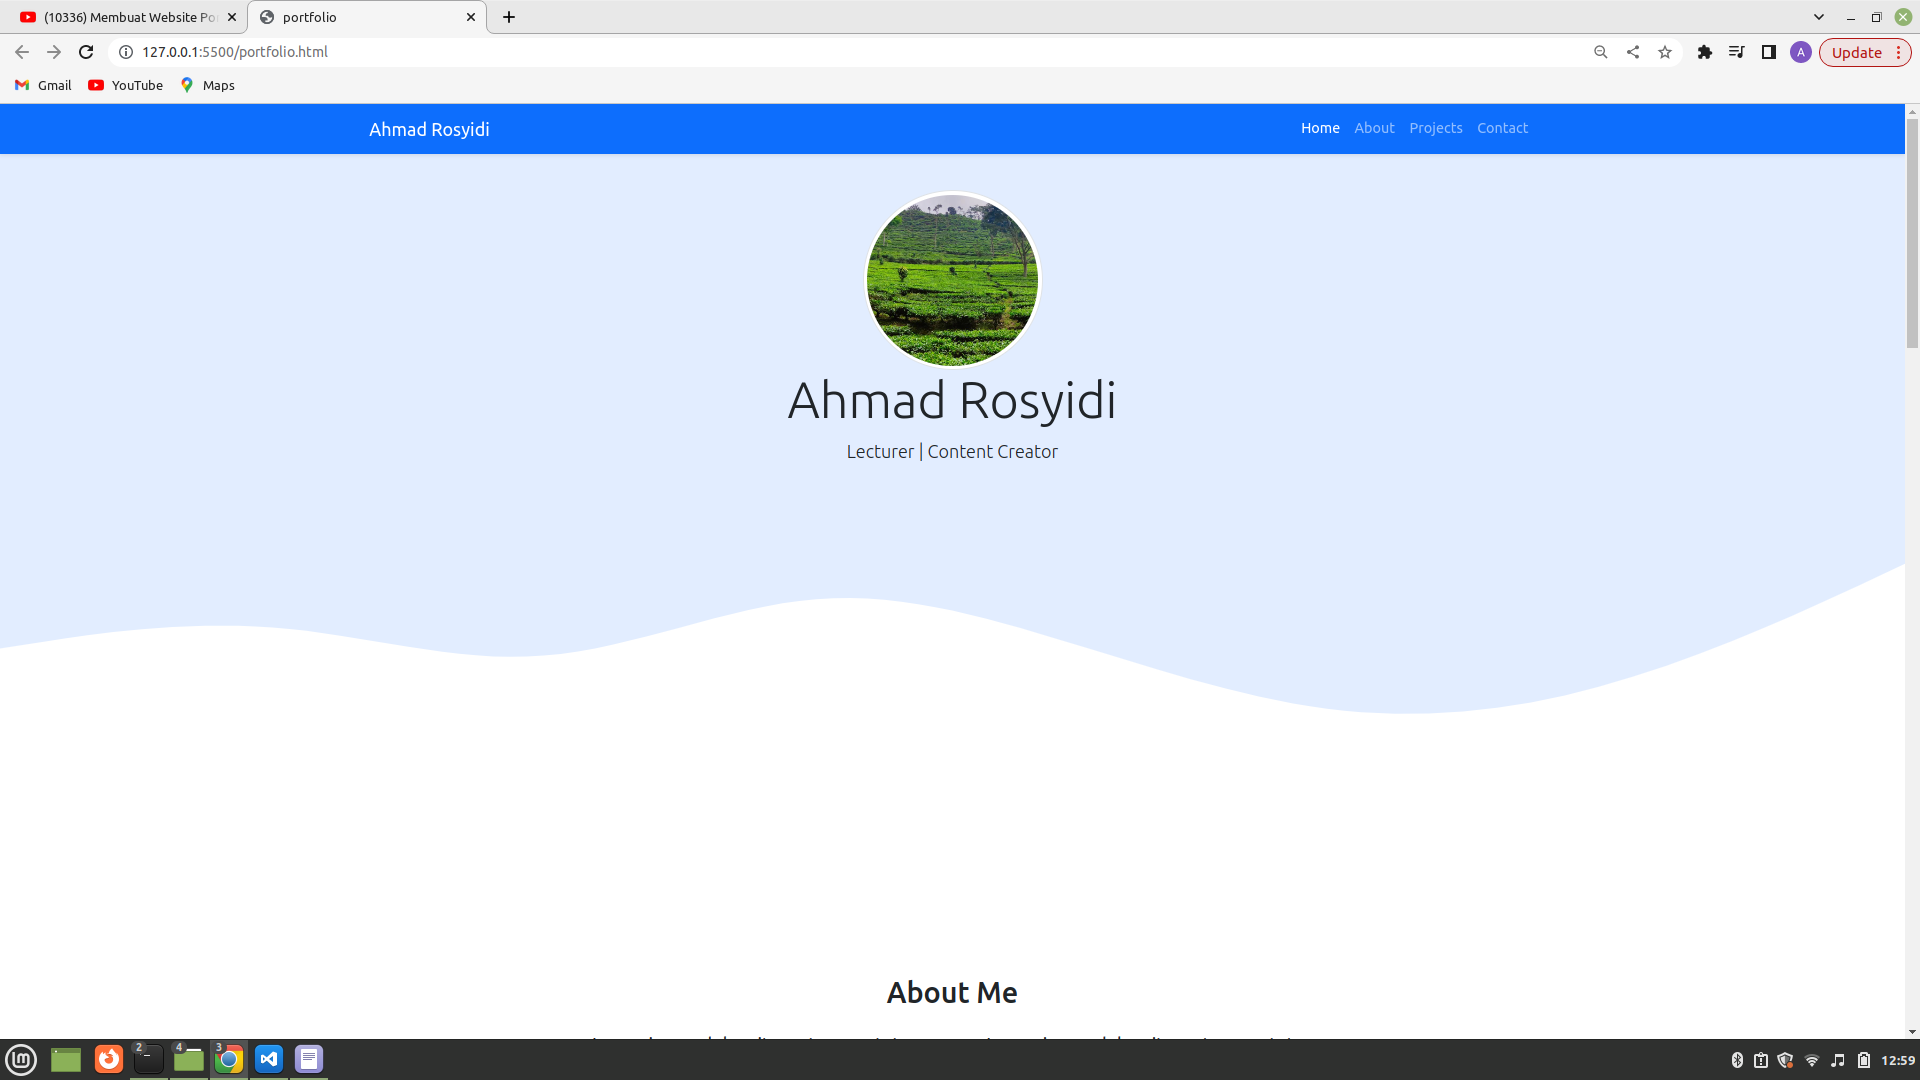 (10336) Membuat Website Po
portfolio
127.0.0.1:5500/portfolio.html
A
Update
Gmail
YouTube
Maps
Ahmad Rosyidi
Home
About
Projects
Contact
Ahmad Rosyidi
Lecturer | Content Creator
About Me
2
4
3
12:59